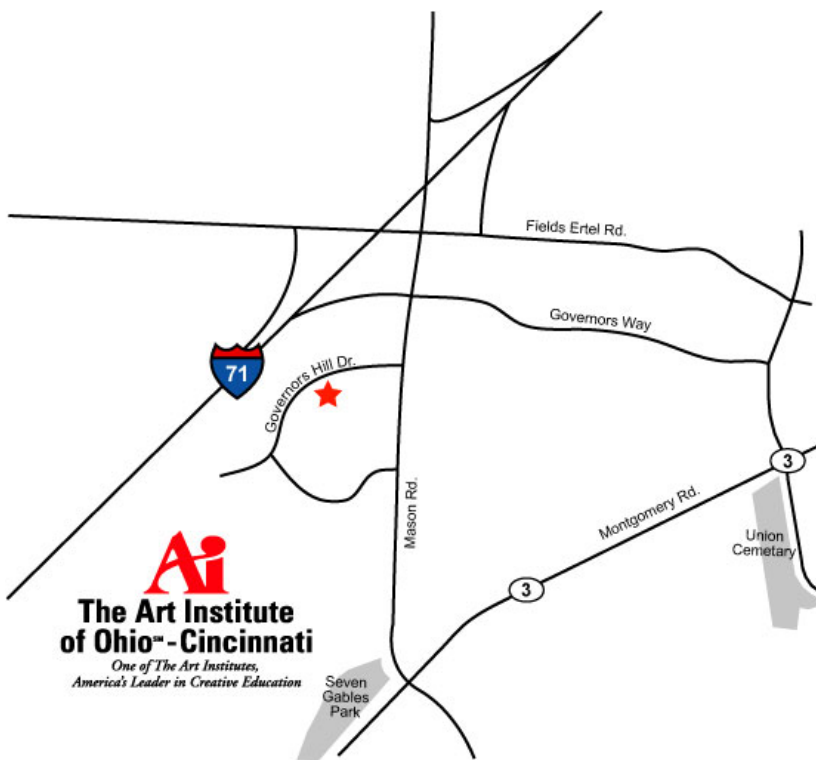 Fields Ertel Rd.
Governors Way
71
Governors Hill Dr.
3
Montgomery Rd.
Mason Rd.
Union
Cemetary
3
Ai
The Art Institute
of Ohio℠-Cincinnati
One of The Art Institutes,
America's Leader in Creative Education
Seven
Gables
Park